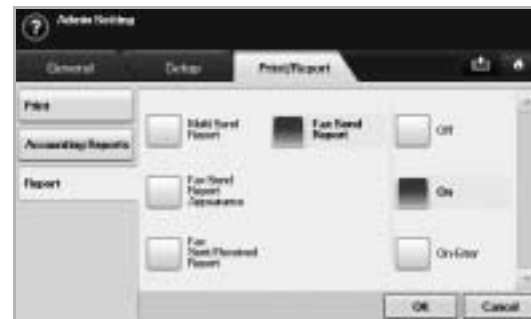 Admin Setting
General Setup Print/Report
Print
Accounting Reports
Report
Multi Send
Report
Fax Send
Report
Off
Fax Send
Report
Appearance
On
Fax
Sent/Received
Report
On-Error
OK Cancel